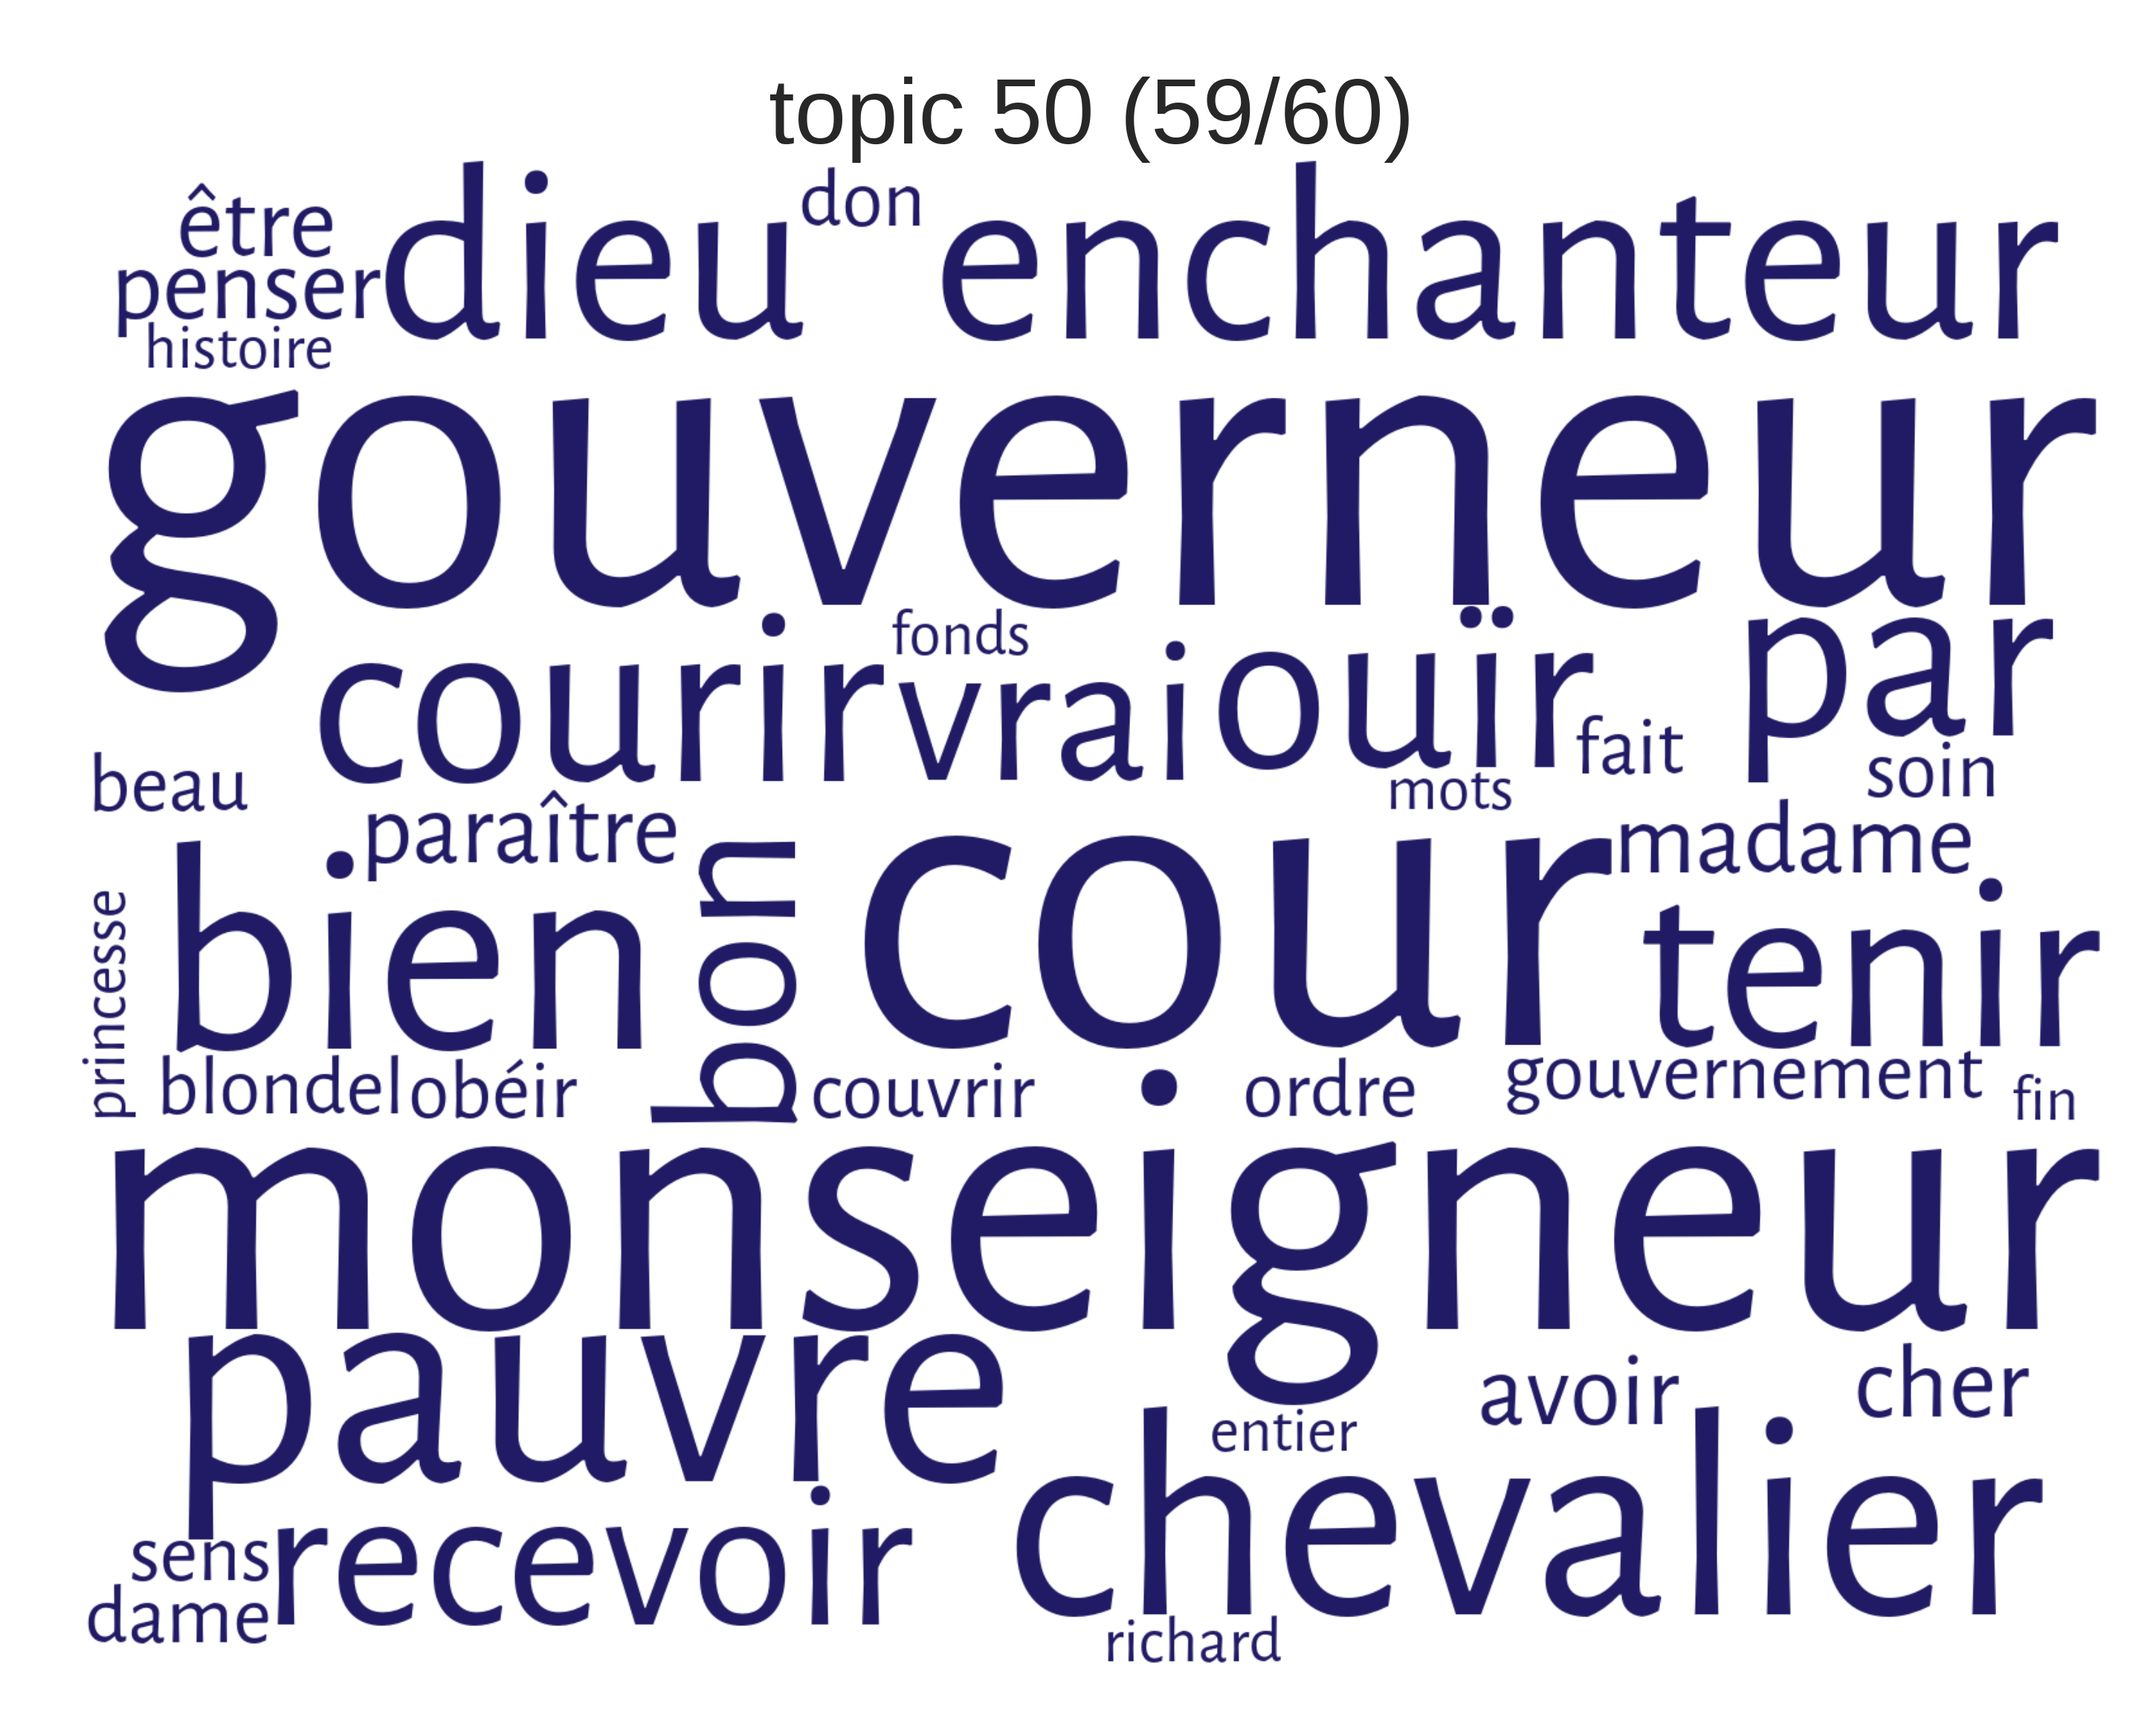 topic 50 (59/60)
être
don
dieu enchanteur
penser
histoire
gouverneur
fonds
courir vrai ouïr par
fait
beau
mots
soin
paraître
madame
princesse
bien
bon
cour
tenir
blondel obéir
couvrir
ordre
gouvernement
fin
monseigneur
pauvre
avoir
cher
entier
chevalier
sens
recevoir
dame
richard